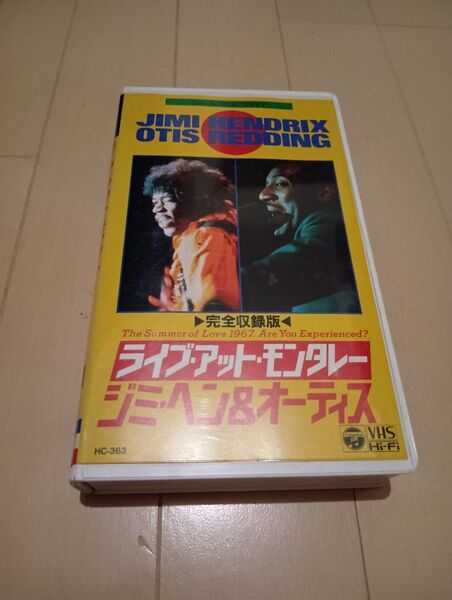 JIMI HENDRIX
OTIS REDDING
▶完全収録版◀
The Summer of Love 1967. Are You Experienced?
ライブ・アット・モンタレー
ジミ・ヘン&オーティス
HC-363
VHS
Hi-Fi